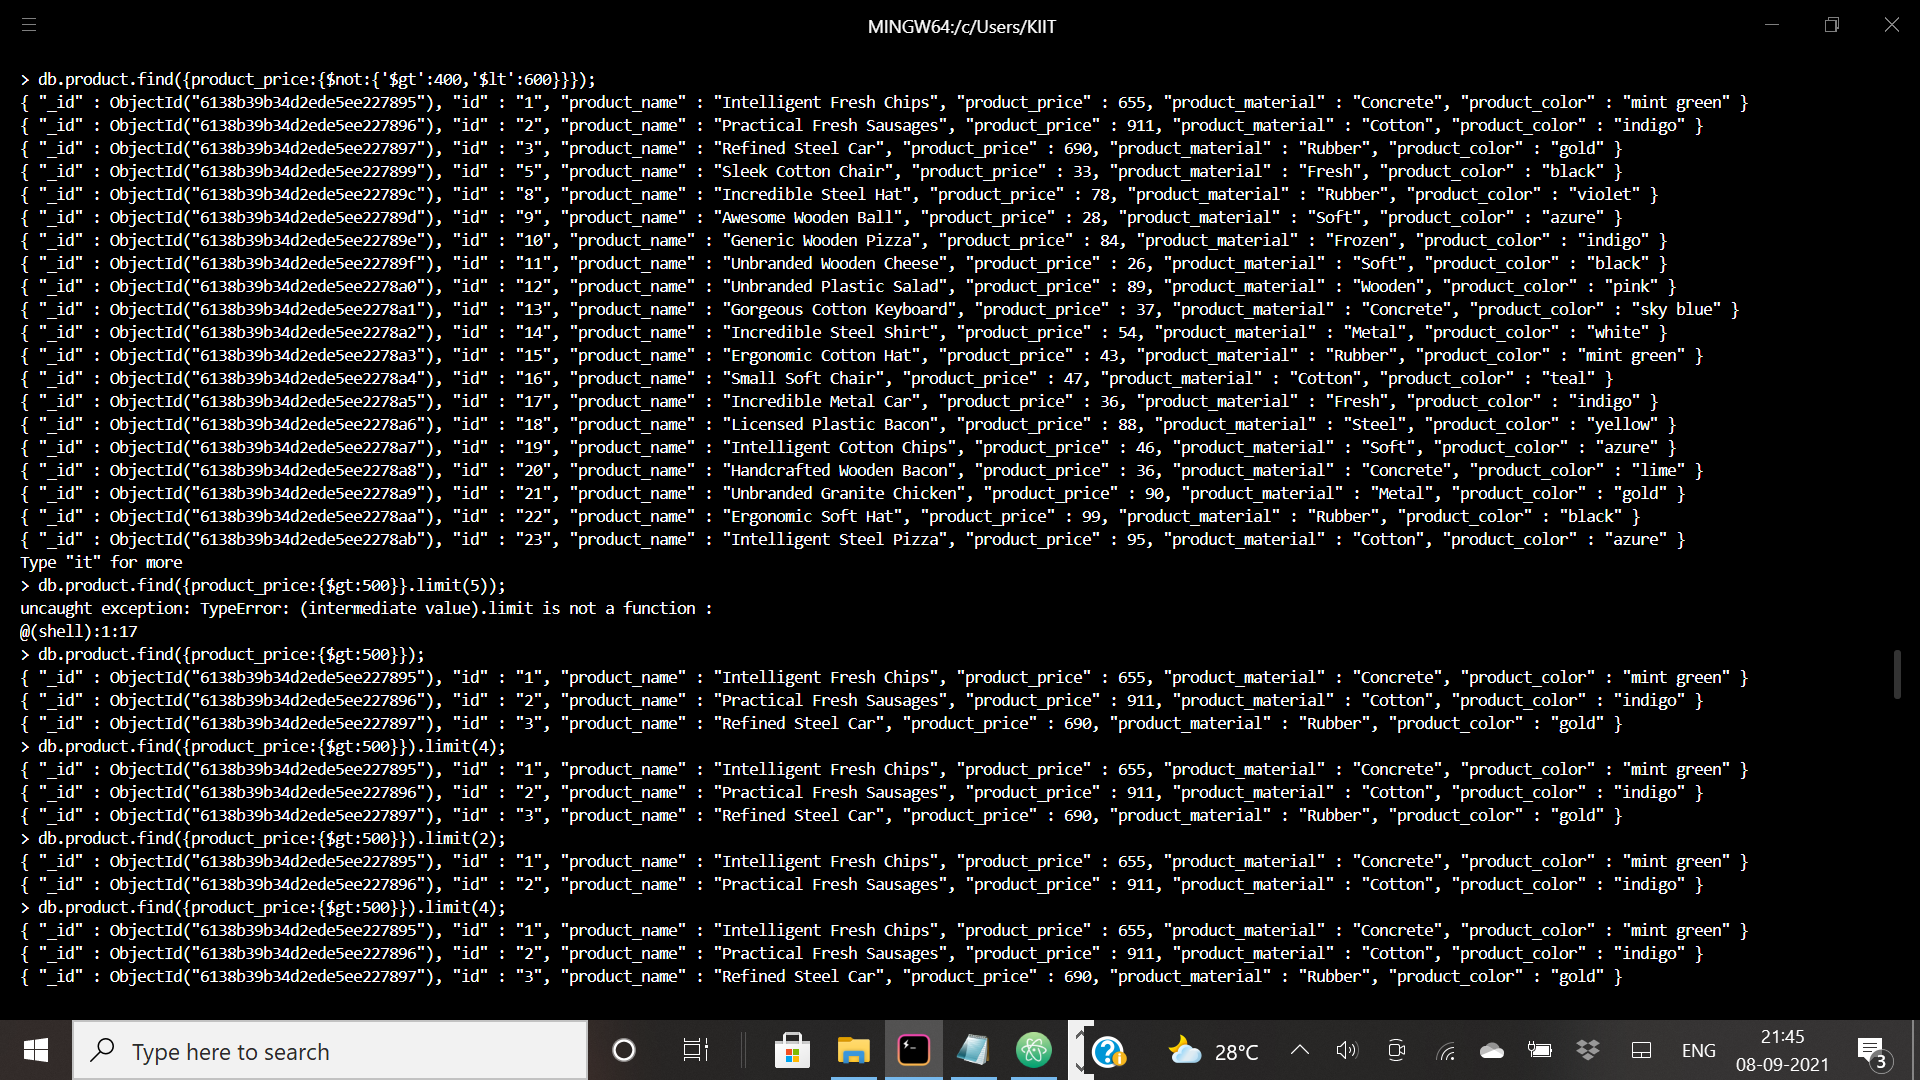 MINGW64:/c/Users/KIIT
> db.product.find({product_price:{$not:{'$gt':400,'$lt':600}}});
{ "_id" : ObjectId("6138b39b34d2ede5ee227895"), "id" : "1", "product_name" : "Intelligent Fresh Chips", "product_price" : 655, "product_material" : "Concrete", "product_color" : "mint green" }
{ "_id" : ObjectId("6138b39b34d2ede5ee227896"), "id" : "2", "product_name" : "Practical Fresh Sausages", "product_price" : 911, "product_material" : "Cotton", "product_color" : "indigo" }
{ "_id" : ObjectId("6138b39b34d2ede5ee227897"), "id" : "3", "product_name" : "Refined Steel Car", "product_price" : 690, "product_material" : "Rubber", "product_color" : "gold" }
{ "_id" : ObjectId("6138b39b34d2ede5ee227899"), "id" : "5", "product_name" : "Sleek Cotton Chair", "product_price" : 33, "product_material" : "Fresh", "product_color" : "black" }
{ "_id" : ObjectId("6138b39b34d2ede5ee22789c"), "id" : "8", "product_name" : "Incredible Steel Hat", "product_price" : 78, "product_material" : "Rubber", "product_color" : "violet" }
{ "_id" : ObjectId("6138b39b34d2ede5ee22789d"), "id" : "9", "product_name" : "Awesome Wooden Ball", "product_price" : 28, "product_material" : "Soft", "product_color" : "azure" }
{ "_id" : ObjectId("6138b39b34d2ede5ee22789e"), "id" : "10", "product_name" : "Generic Wooden Pizza", "product_price" : 84, "product_material" : "Frozen", "product_color" : "indigo" }
{ "_id" : ObjectId("6138b39b34d2ede5ee22789f"), "id" : "11", "product_name" : "Unbranded Wooden Cheese", "product_price" : 26, "product_material" : "Soft", "product_color" : "black" }
{ "_id" : ObjectId("6138b39b34d2ede5ee2278a0"), "id" : "12", "product_name" : "Unbranded Plastic Salad", "product_price" : 89, "product_material" : "Wooden", "product_color" : "pink" }
{ "_id" : ObjectId("6138b39b34d2ede5ee2278a1"), "id" : "13", "product_name" : "Gorgeous Cotton Keyboard", "product_price" : 37, "product_material" : "Concrete", "product_color" : "sky blue" }
{ "_id" : ObjectId("6138b39b34d2ede5ee2278a2"), "id" : "14", "product_name" : "Incredible Steel Shirt", "product_price" : 54, "product_material" : "Metal", "product_color" : "white" }
{ "_id" : ObjectId("6138b39b34d2ede5ee2278a3"), "id" : "15", "product_name" : "Ergonomic Cotton Hat", "product_price" : 43, "product_material" : "Rubber", "product_color" : "mint green" }
{ "_id" : ObjectId("6138b39b34d2ede5ee2278a4"), "id" : "16", "product_name" : "Small Soft Chair", "product_price" : 47, "product_material" : "Cotton", "product_color" : "teal" }
{ "_id" : ObjectId("6138b39b34d2ede5ee2278a5"), "id" : "17", "product_name" : "Incredible Metal Car", "product_price" : 36, "product_material" : "Fresh", "product_color" : "indigo" }
{ "_id" : ObjectId("6138b39b34d2ede5ee2278a6"), "id" : "18", "product_name" : "Licensed Plastic Bacon", "product_price" : 88, "product_material" : "Steel", "product_color" : "yellow" }
{ "_id" : ObjectId("6138b39b34d2ede5ee2278a7"), "id" : "19", "product_name" : "Intelligent Cotton Chips", "product_price" : 46, "product_material" : "Soft", "product_color" : "azure" }
{ "_id" : ObjectId("6138b39b34d2ede5ee2278a8"), "id" : "20", "product_name" : "Handcrafted Wooden Bacon", "product_price" : 36, "product_material" : "Concrete", "product_color" : "lime" }
{ "_id" : ObjectId("6138b39b34d2ede5ee2278a9"), "id" : "21", "product_name" : "Unbranded Granite Chicken", "product_price" : 90, "product_material" : "Metal", "product_color" : "gold" }
{ "_id" : ObjectId("6138b39b34d2ede5ee2278aa"), "id" : "22", "product_name" : "Ergonomic Soft Hat", "product_price" : 99, "product_material" : "Rubber", "product_color" : "black" }
{ "_id" : ObjectId("6138b39b34d2ede5ee2278ab"), "id" : "23", "product_name" : "Intelligent Steel Pizza", "product_price" : 95, "product_material" : "Cotton", "product_color" : "azure" }
Type "it" for more
> db.product.find({product_price:{$gt:500}}.limit(5));
uncaught exception: TypeError: (intermediate value).limit is not a function :
@(shell):1:17
> db.product.find({product_price:{$gt:500}});
{ "_id" : ObjectId("6138b39b34d2ede5ee227895"), "id" : "1", "product_name" : "Intelligent Fresh Chips", "product_price" : 655, "product_material" : "Concrete", "product_color" : "mint green" }
{ "_id" : ObjectId("6138b39b34d2ede5ee227896"), "id" : "2", "product_name" : "Practical Fresh Sausages", "product_price" : 911, "product_material" : "Cotton", "product_color" : "indigo" }
{ "_id" : ObjectId("6138b39b34d2ede5ee227897"), "id" : "3", "product_name" : "Refined Steel Car", "product_price" : 690, "product_material" : "Rubber", "product_color" : "gold" }
> db.product.find({product_price:{$gt:500}}).limit(4);
{ "_id" : ObjectId("6138b39b34d2ede5ee227895"), "id" : "1", "product_name" : "Intelligent Fresh Chips", "product_price" : 655, "product_material" : "Concrete", "product_color" : "mint green" }
{ "_id" : ObjectId("6138b39b34d2ede5ee227896"), "id" : "2", "product_name" : "Practical Fresh Sausages", "product_price" : 911, "product_material" : "Cotton", "product_color" : "indigo" }
{ "_id" : ObjectId("6138b39b34d2ede5ee227897"), "id" : "3", "product_name" : "Refined Steel Car", "product_price" : 690, "product_material" : "Rubber", "product_color" : "gold" }
> db.product.find({product_price:{$gt:500}}).limit(2);
{ "_id" : ObjectId("6138b39b34d2ede5ee227895"), "id" : "1", "product_name" : "Intelligent Fresh Chips", "product_price" : 655, "product_material" : "Concrete", "product_color" : "mint green" }
{ "_id" : ObjectId("6138b39b34d2ede5ee227896"), "id" : "2", "product_name" : "Practical Fresh Sausages", "product_price" : 911, "product_material" : "Cotton", "product_color" : "indigo" }
> db.product.find({product_price:{$gt:500}}).limit(4);
{ "_id" : ObjectId("6138b39b34d2ede5ee227895"), "id" : "1", "product_name" : "Intelligent Fresh Chips", "product_price" : 655, "product_material" : "Concrete", "product_color" : "mint green" }
{ "_id" : ObjectId("6138b39b34d2ede5ee227896"), "id" : "2", "product_name" : "Practical Fresh Sausages", "product_price" : 911, "product_material" : "Cotton", "product_color" : "indigo" }
{ "_id" : ObjectId("6138b39b34d2ede5ee227897"), "id" : "3", "product_name" : "Refined Steel Car", "product_price" : 690, "product_material" : "Rubber", "product_color" : "gold" }
Type here to search
28°C
ENG
21:45
08-09-2021
3